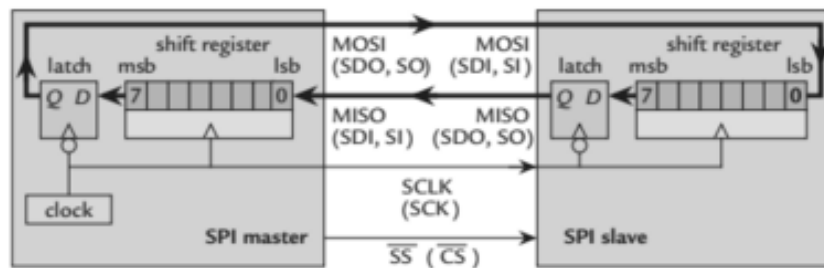 shift register
MOSI
MOSI
shift register
latch
msb
lsb
(SDO, SO)
(SDI, SI)
latch
msb
lsb
Q D
7
0
MISO
MISO
Q D
7
0
(SDI, SI)
(SDO, SO)
SCLK
(SCK)
clock
SPI master
SPI slave
SS (CS)